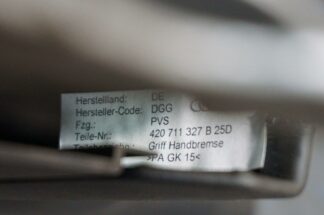 Herstellland: DE
Hersteller-Code: DGG
Fzg.: PVS
Teile-Nr.: 420 711 327 B 25D
Griff Handbremse
>PA GK 15<